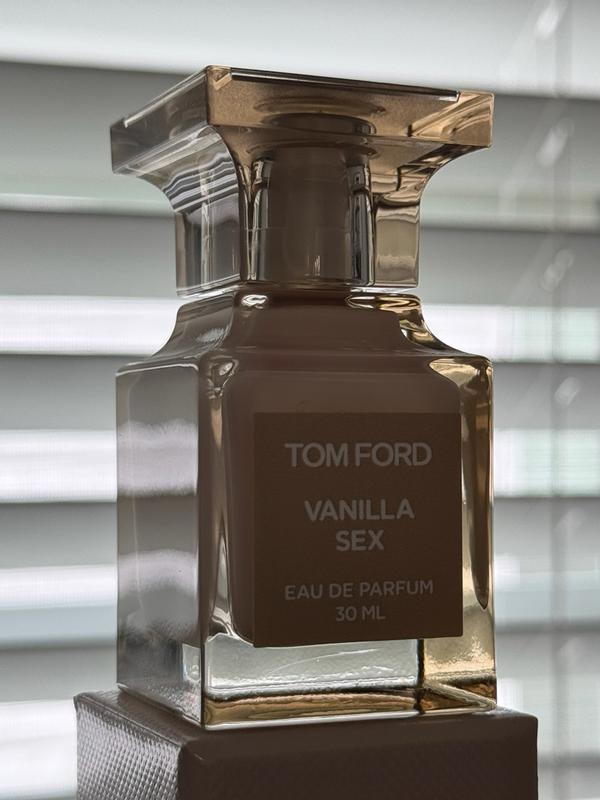 TOM FORD
VANILLA
SEX
EAU DE PARFUM
30 ML